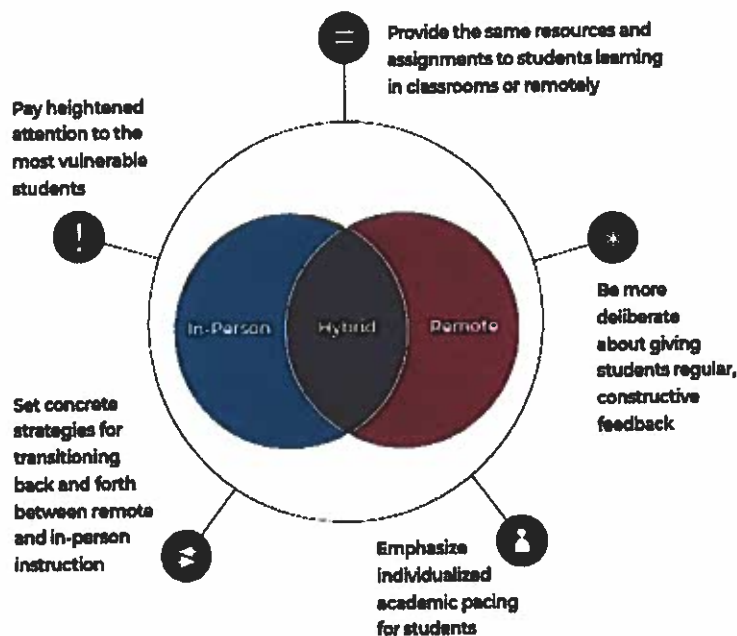 Provide the same resources and
assignments to students learning
in classrooms or remotely
Pay heightened
attention to the
most vulnerable
students
In-Person
Hybrid
Remote
Be more
deliberate
about giving
students regular,
constructive
feedback
Set concrete
strategies for
transitioning
back and forth
between remote
and in-person
instruction
Emphasize
individualized
academic pacing
for students